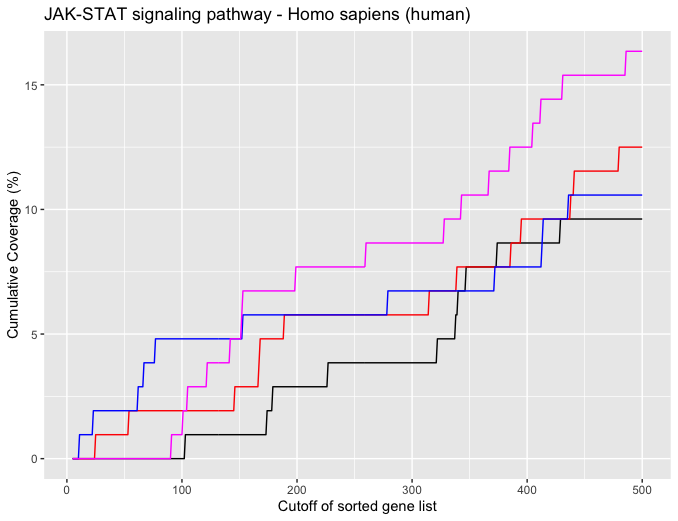 JAK-STAT signaling pathway - Homo sapiens (human)
15
10
5
0
Cumulative Coverage (%)
0 100 200 300 400 500
Cutoff of sorted gene list